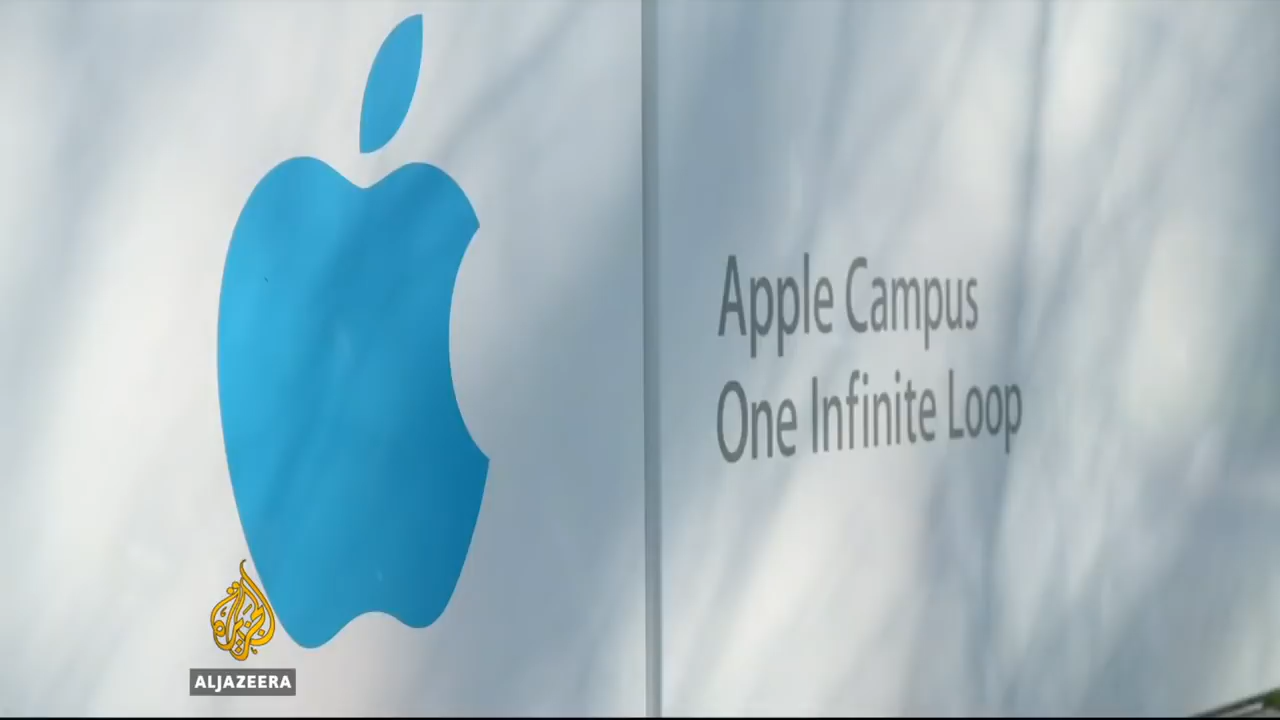 Apple Campus
One Infinite Loop
الجزيرة
ALJAZEERA